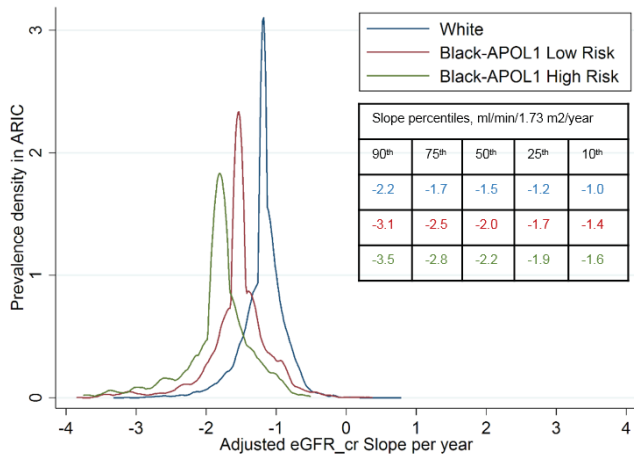 White
Black-APOL1 Low Risk
Black-APOL1 High Risk
Slope percentiles, ml/min/1.73 m2/year
90th 75th 50th 25th 10th
-2.2 -1.7 -1.5 -1.2 -1.0
-3.1 -2.5 -2.0 -1.7 -1.4
-3.5 -2.8 -2.2 -1.9 -1.6
Prevalence density in ARIC
3
2
1
0
-4 -3 -2 -1 0 1 2 3 4
Adjusted eGFR_cr Slope per year